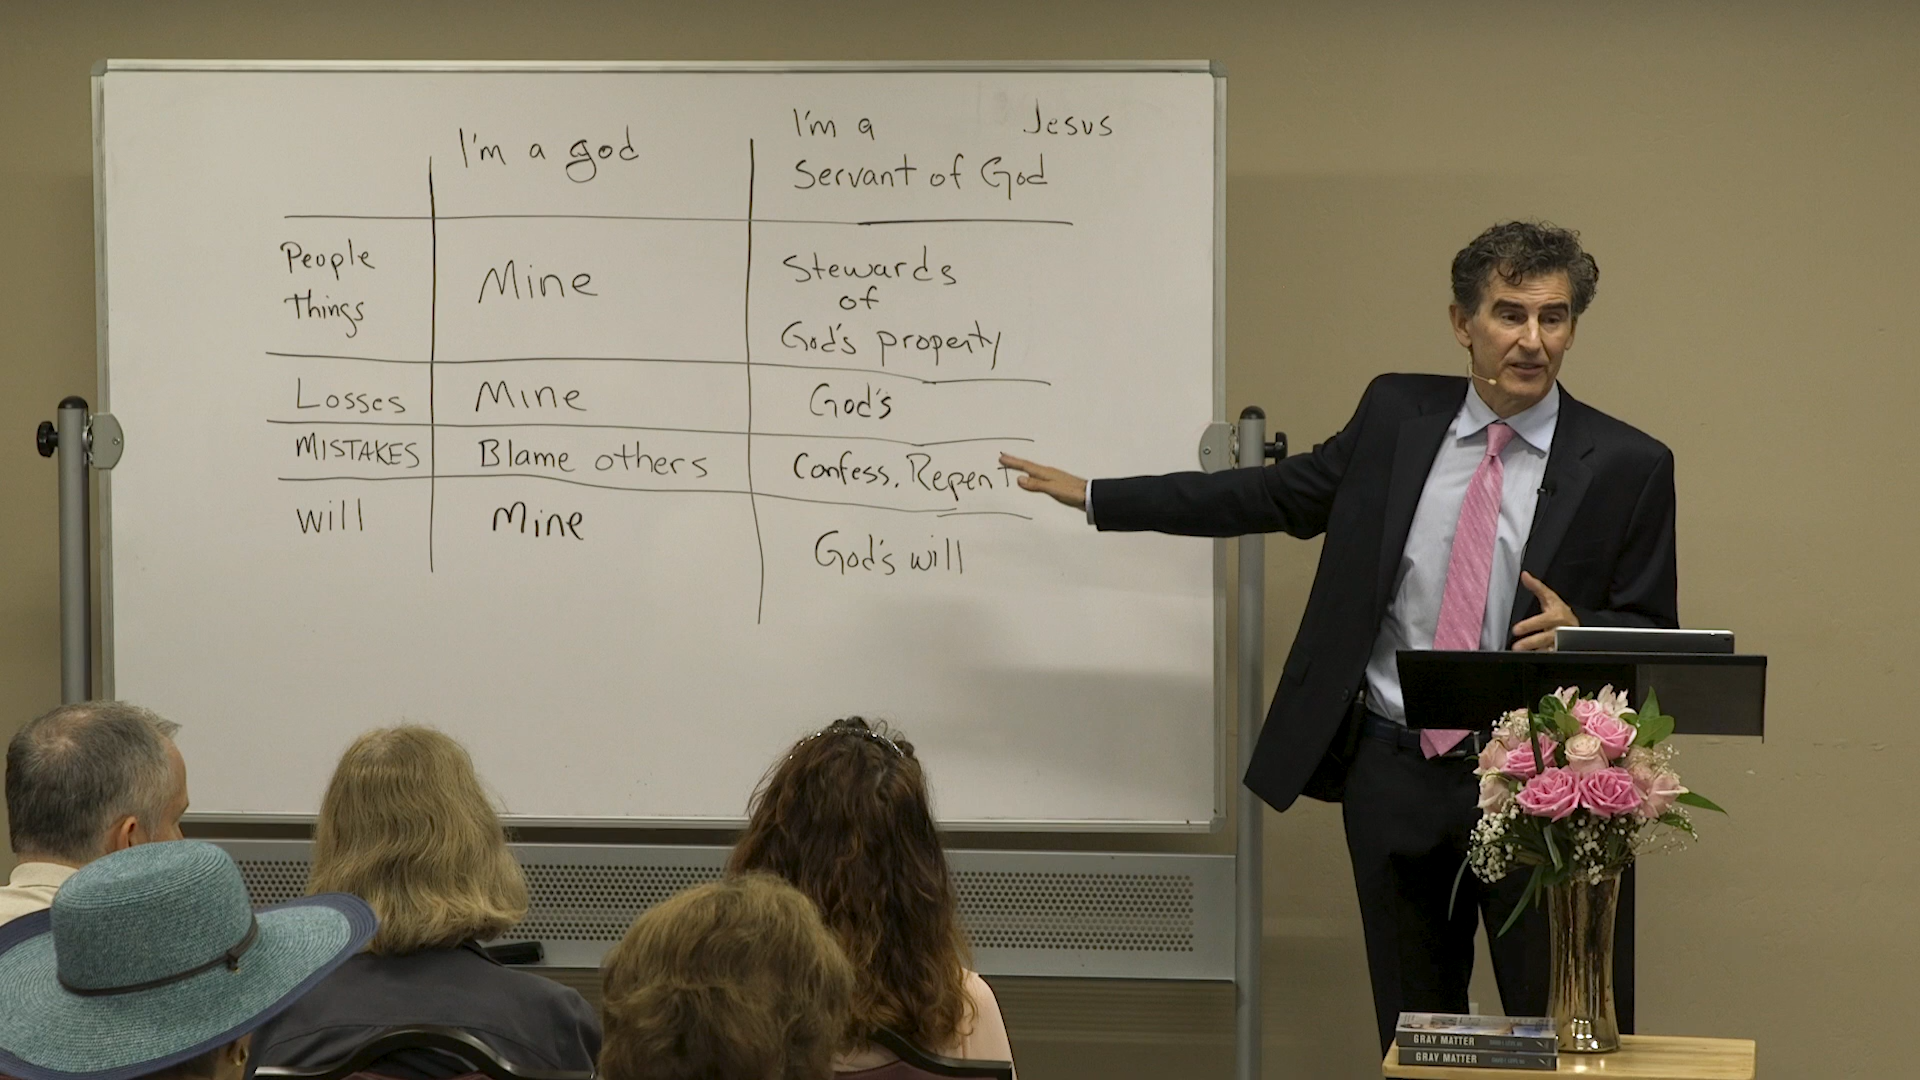 I'm a god
I'm a
Servant of God
Jesus
People
Things
Mine
Stewards
of
God's property
Losses
Mine
God's
MISTAKES
Blame others
Confess, Repent
Will
Mine
God's will
GRAY MATTER
GRAY MATTER